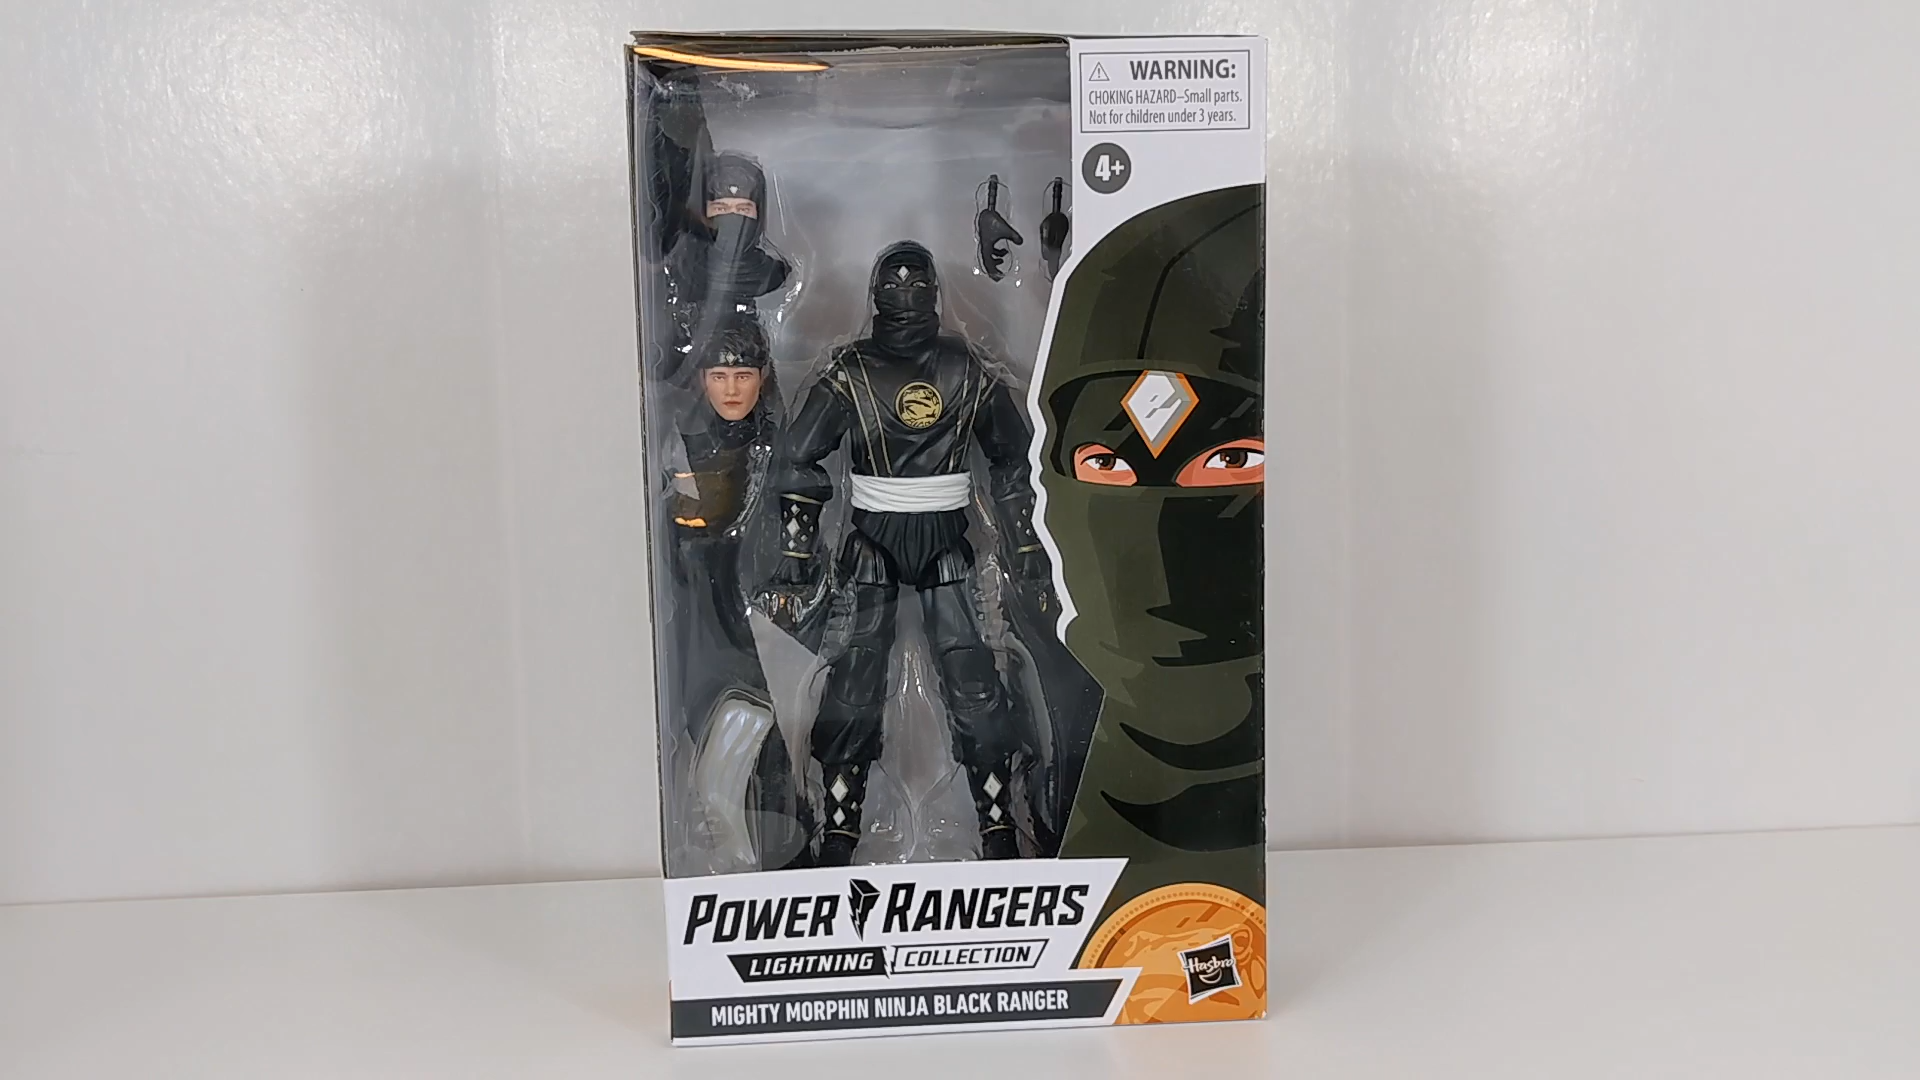 WARNING:
CHOKING HAZARD–Small parts.
Not for children under 3 years.
4+
POWER RANGERS
LIGHTNING COLLECTION
Hasbro
MIGHTY MORPHIN NINJA BLACK RANGER